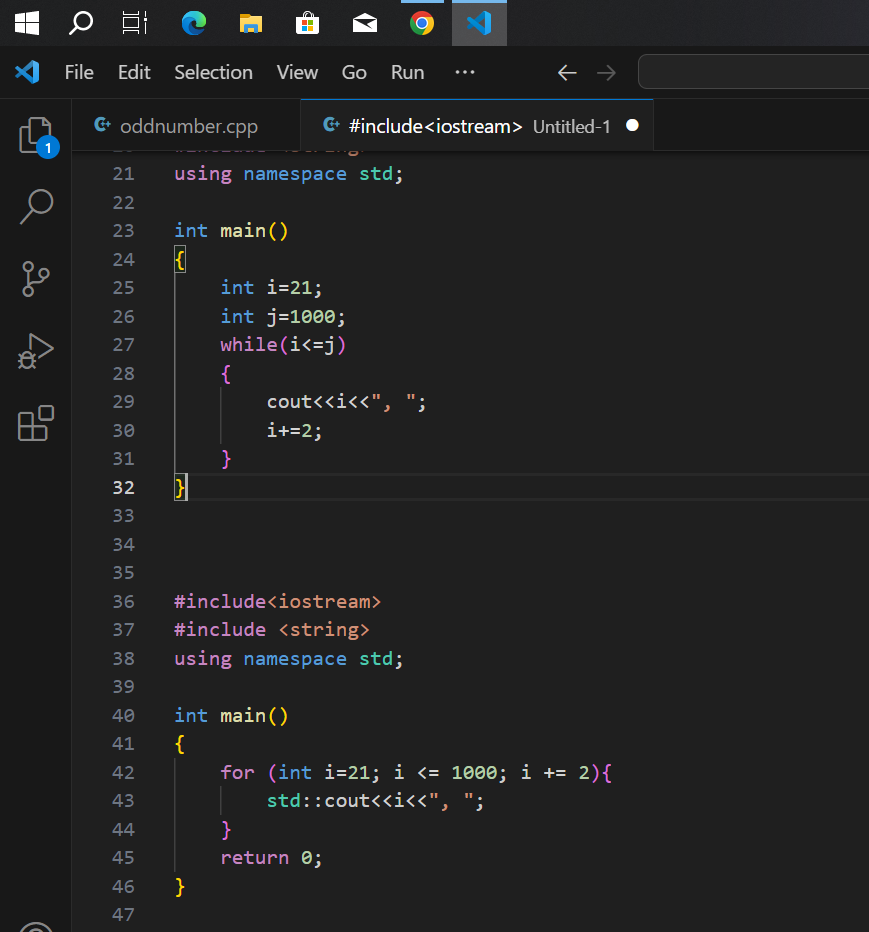 File Edit Selection View Go Run ···
1
oddnumber.cpp
#include<iostream> Untitled-1
21 using namespace std;
22
23 int main()
24 {
25 int i=21;
26 int j=1000;
27 while(i<=j)
28 {
29 cout<<i<<", ";
30 i+=2;
31 }
32 }
33
34
35
36 #include<iostream>
37 #include <string>
38 using namespace std;
39
40 int main()
41 {
42 for (int i=21; i <= 1000; i += 2){
43 std::cout<<i<<", ";
44 }
45 return 0;
46 }
47